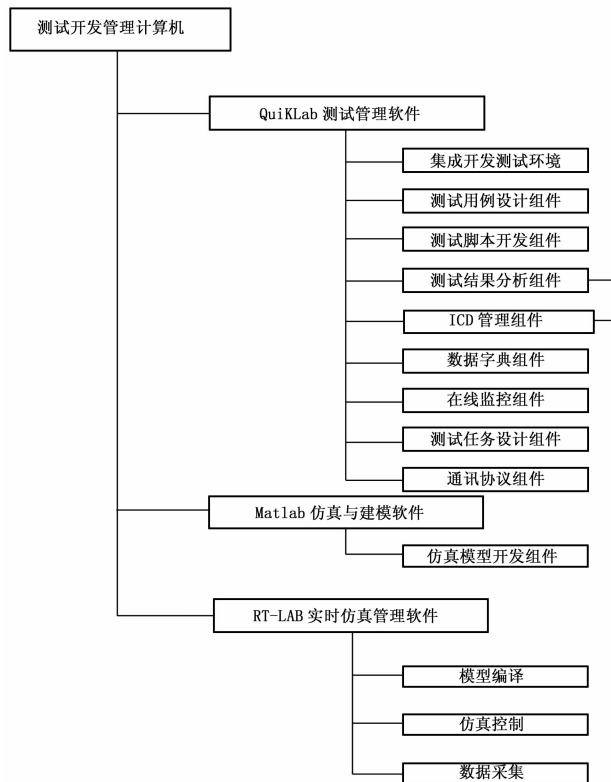 测试开发管理计算机
QuiKLab 测试管理软件
集成开发测试环境
测试用例设计组件
测试脚本开发组件
测试结果分析组件
ICD 管理组件
数据字典组件
在线监控组件
测试任务设计组件
通讯协议组件
Matlab 仿真与建模软件
仿真模型开发组件
RT-LAB 实时仿真管理软件
模型编译
仿真控制
数据采集